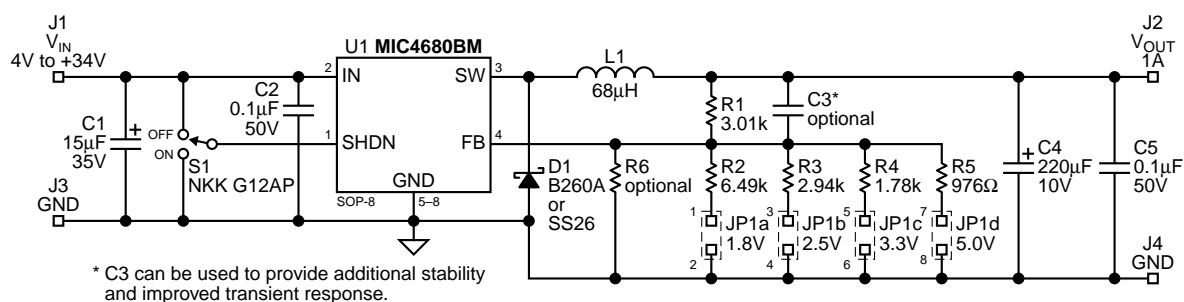 J1
VIN
4V to +34V
J2
VOUT
1A
U1 MIC4680BM
2 IN
SW 3
L1
68µH
C2
0.1µF
50V
1 SHDN
FB 4
GND
SOP-8
5–8
C1
15µF
35V
+
OFF
ON
S1
NKK G12AP
J3
GND
D1
B260A
or
SS26
R1
3.01k
C3*
optional
R6
optional
R2
6.49k
R3
2.94k
R4
1.78k
R5
976Ω
1
JP1a
1.8V
2
3
JP1b
2.5V
4
5
JP1c
3.3V
6
7
JP1d
5.0V
8
+
C4
220µF
10V
C5
0.1µF
50V
J4
GND
* C3 can be used to provide additional stability
and improved transient response.